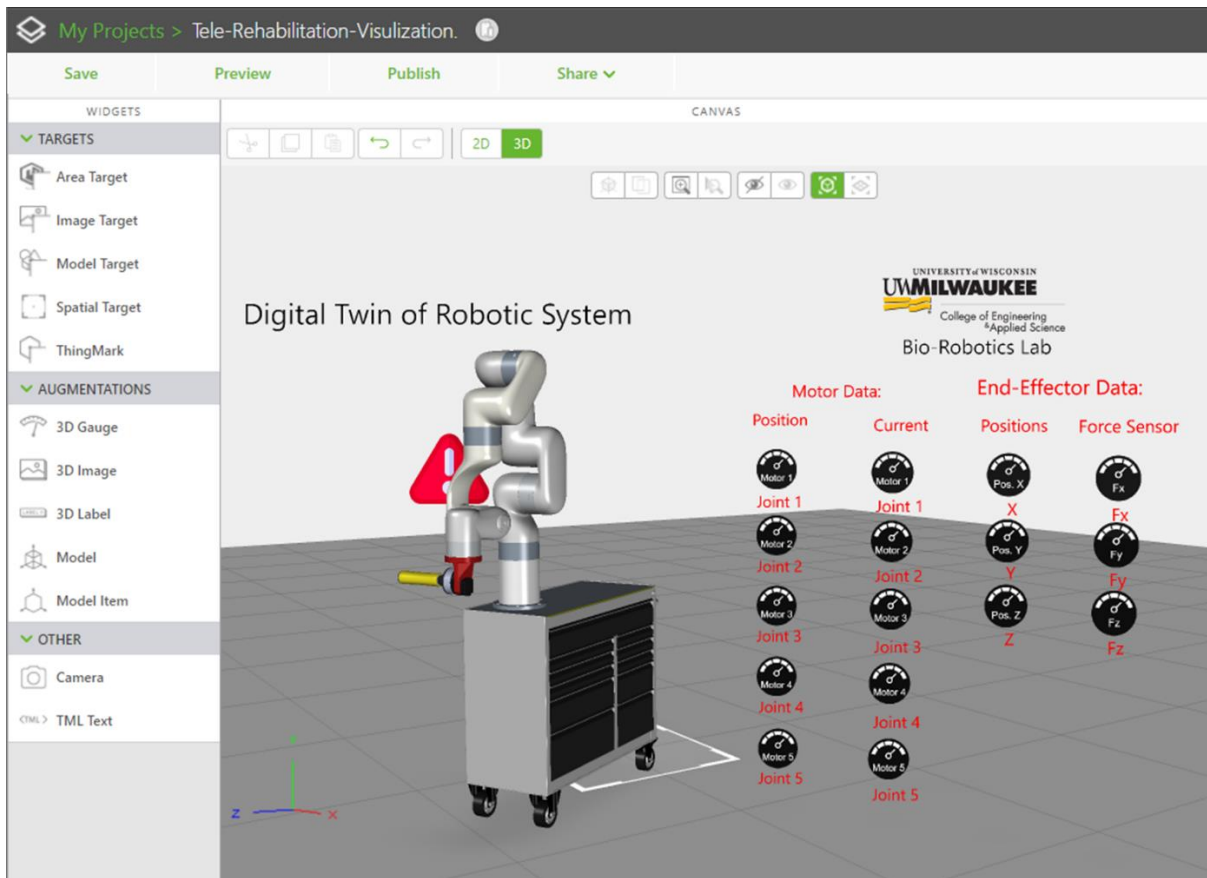 My Projects > Tele-Rehabilitation-Visulization.
Save Preview Publish Share
WIDGETS
CANVAS
TARGETS
2D 3D
Area Target
Image Target
Model Target
Spatial Target
ThingMark
AUGMENTATIONS
3D Gauge
3D Image
3D Label
Model
Model Item
OTHER
Camera
<TML> TML Text
Digital Twin of Robotic System
UNIVERSITY of WISCONSIN
UWMILWAUKEE
College of Engineering
&Applied Science
Bio-Robotics Lab
Motor Data:
End-Effector Data:
Position Current Positions Force Sensor
Motor 1 Motor 1 Pos. X Fx
Joint 1 Joint 1 X Fx
Motor 2 Motor 2 Pos. Y Fy
Joint 2 Joint 2 Y Fy
Motor 3 Motor 3 Pos. Z Fz
Joint 3 Joint 3 Z Fz
Motor 4 Motor 4
Joint 4 Joint 4
Motor 5 Motor 5
Joint 5 Joint 5
Y
Z X